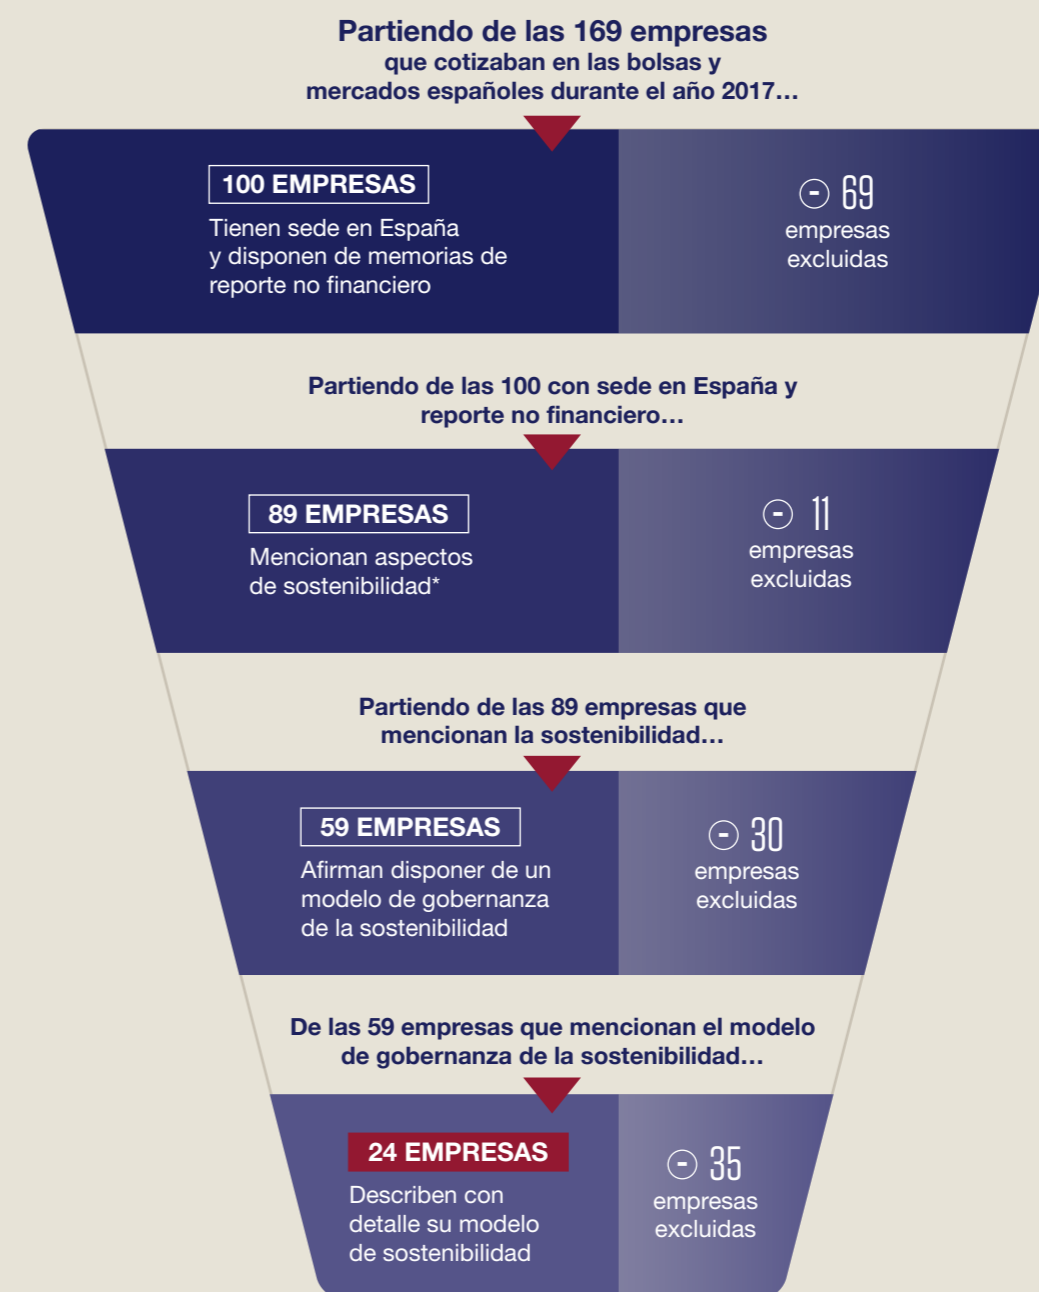 Partiendo de las 169 empresas
que cotizaban en las bolsas y
mercados españoles durante el año 2017…
100 EMPRESAS
Tienen sede en España
y disponen de memorias de
reporte no financiero
- 69
empresas
excluidas
Partiendo de las 100 con sede en España y
reporte no financiero…
89 EMPRESAS
Mencionan aspectos
de sostenibilidad*
- 11
empresas
excluidas
Partiendo de las 89 empresas que
mencionan la sostenibilidad…
59 EMPRESAS
Afirman disponer de un
modelo de gobernanza
de la sostenibilidad
- 30
empresas
excluidas
De las 59 empresas que mencionan el modelo
de gobernanza de la sostenibilidad…
24 EMPRESAS
Describen con
detalle su modelo
de sostenibilidad
- 35
empresas
excluidas